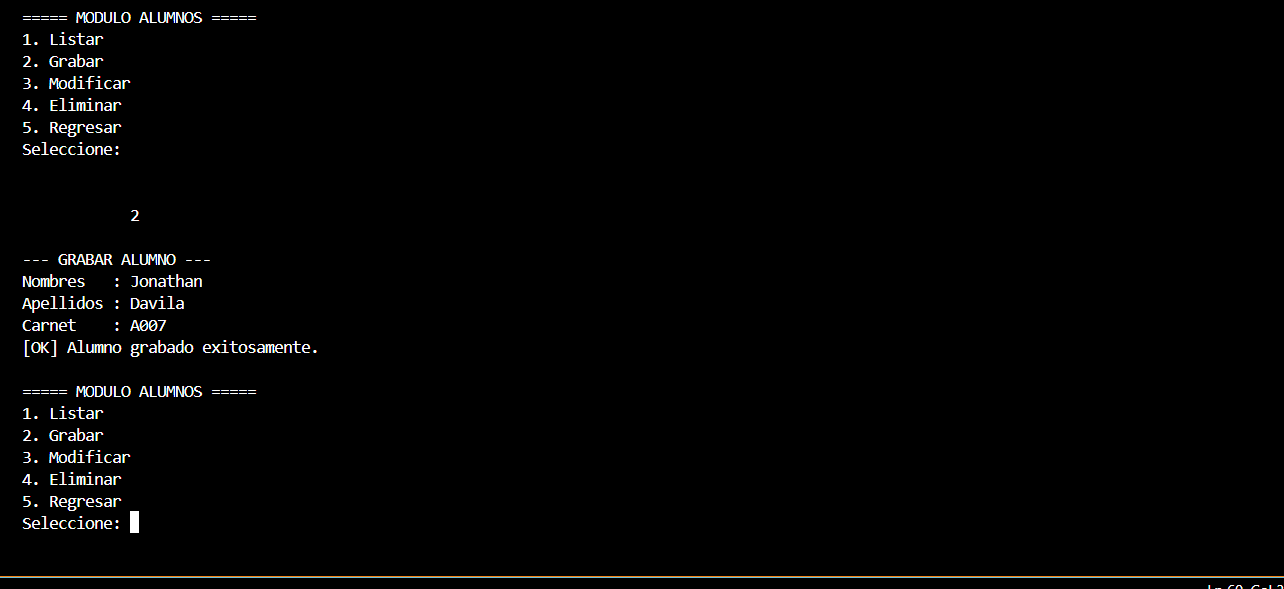 ===== MODULO ALUMNOS =====
1. Listar
2. Grabar
3. Modificar
4. Eliminar
5. Regresar
Seleccione:
2
--- GRABAR ALUMNO ---
Nombres   : Jonathan
Apellidos : Davila
Carnet    : A007
[OK] Alumno grabado exitosamente.
===== MODULO ALUMNOS =====
1. Listar
2. Grabar
3. Modificar
4. Eliminar
5. Regresar
Seleccione: